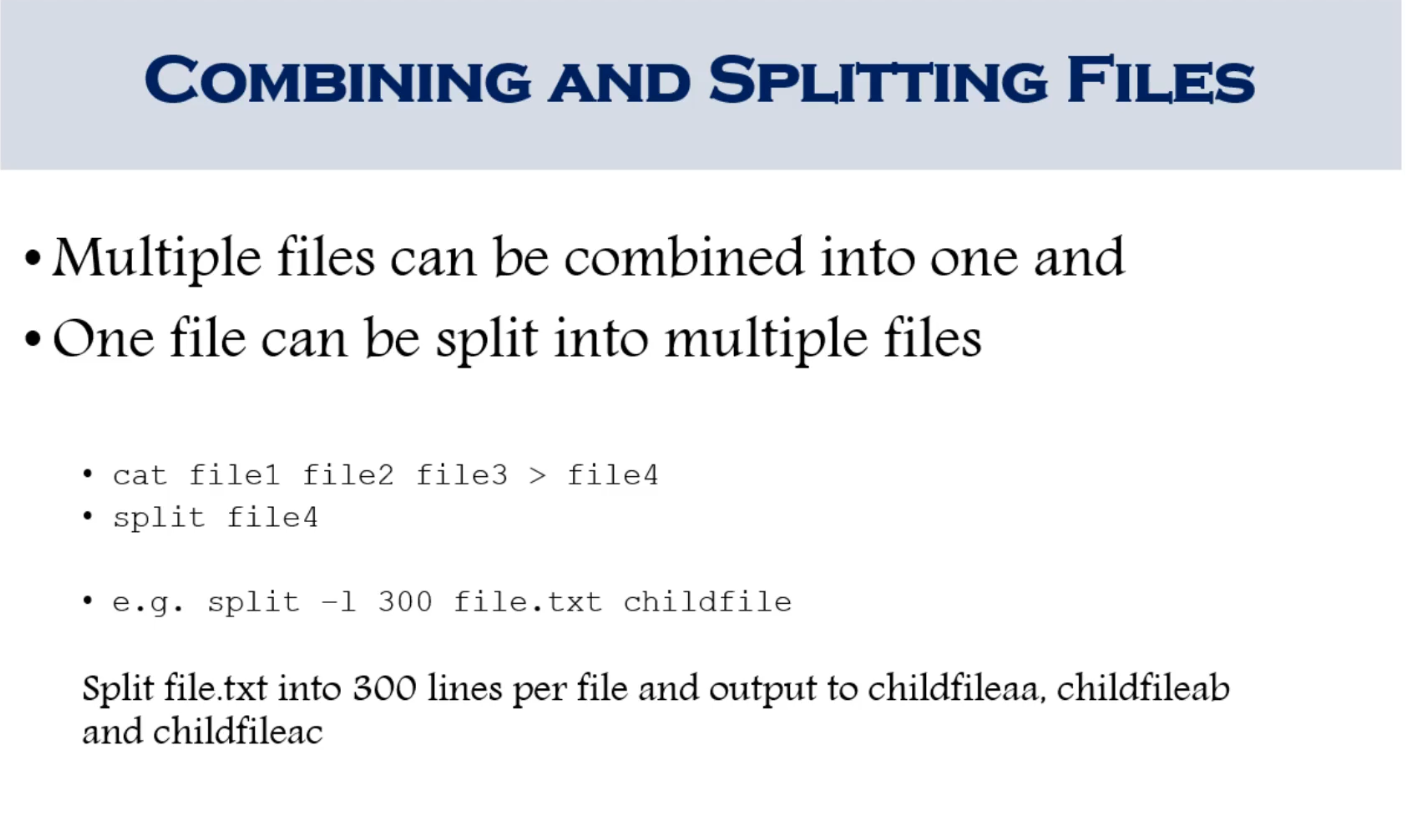 COMBINING AND SPLITTING FILES
• Multiple files can be combined into one and
• One file can be split into multiple files
• cat file1 file2 file3 > file4
• split file4
• e.g. split –l 300 file.txt childfile
Split file.txt into 300 lines per file and output to childfileaa, childfileab
and childfileac